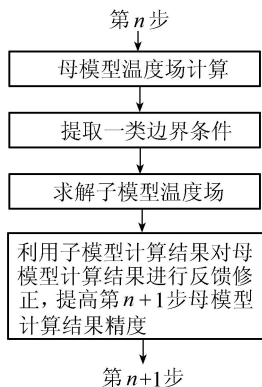 第n步
母模型温度场计算
提取一类边界条件
求解子模型温度场
利用子模型计算结果对母
模型计算结果进行反馈修
正,提高第n+1步母模型
计算结果精度
第n+1步